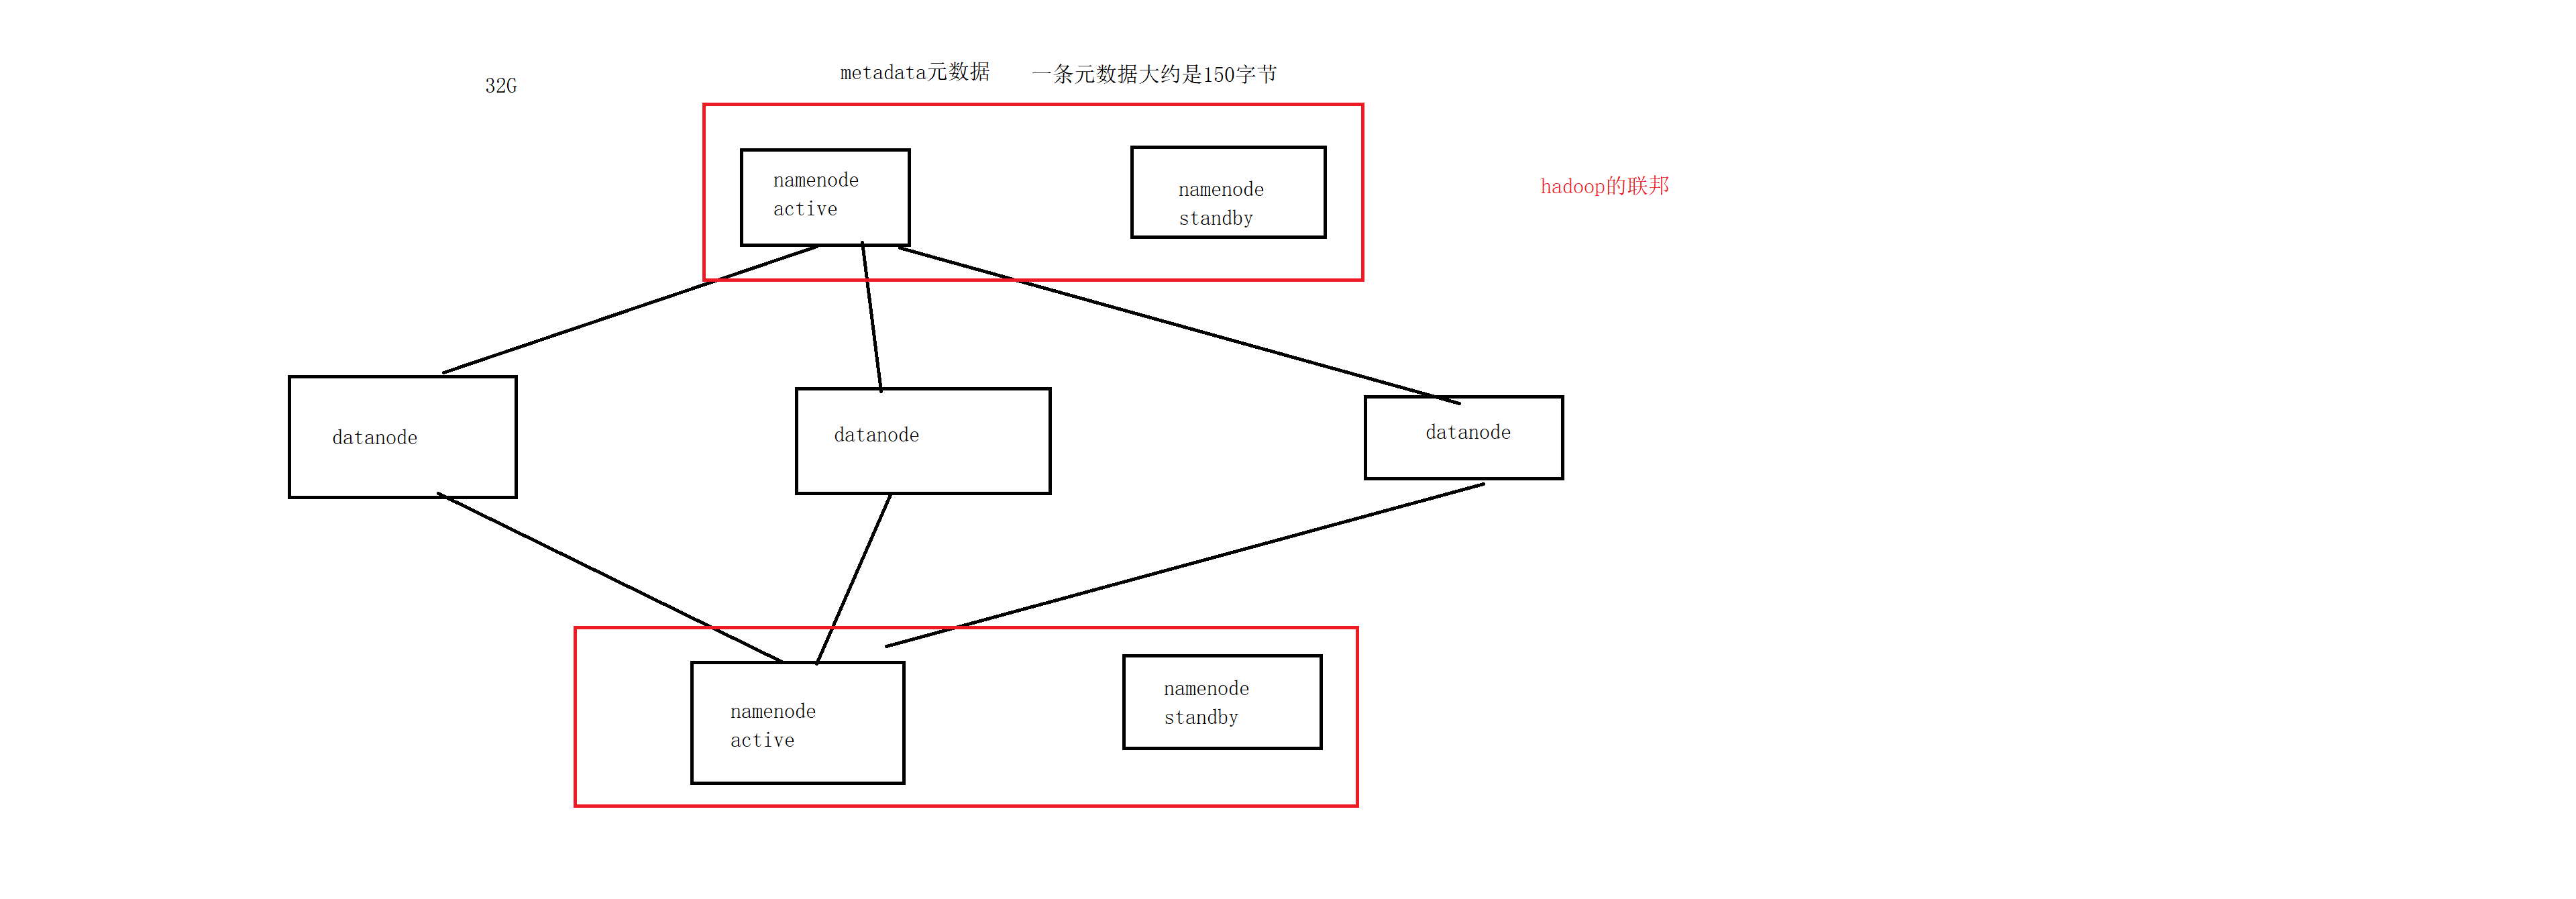 32G
metadata元数据
一条元数据大约是150字节
namenode
active
namenode
standby
hadoop的联邦
datanode
datanode
datanode
namenode
active
namenode
standby